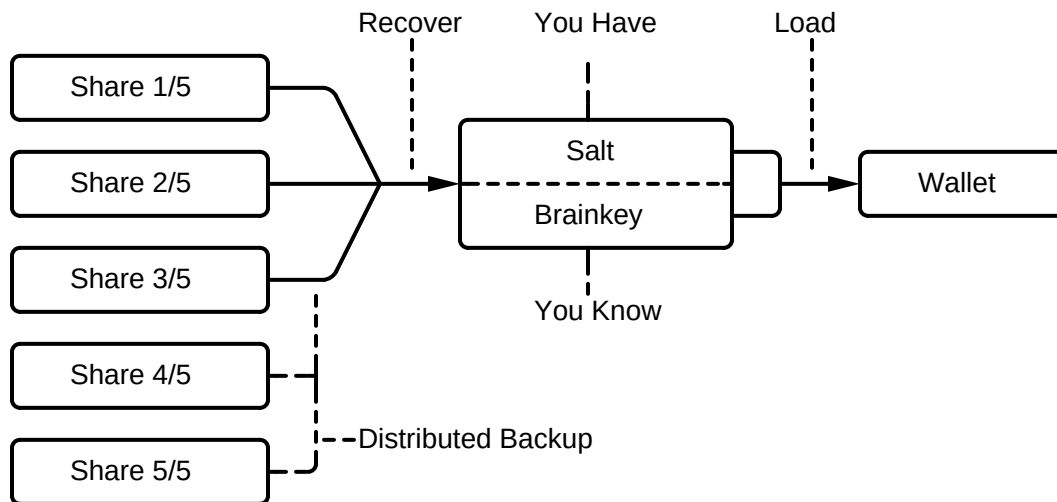 Recover
You Have
Load
Share 1/5
Share 2/5
Share 3/5
Share 4/5
Share 5/5
Salt
Brainkey
Wallet
You Know
Distributed Backup